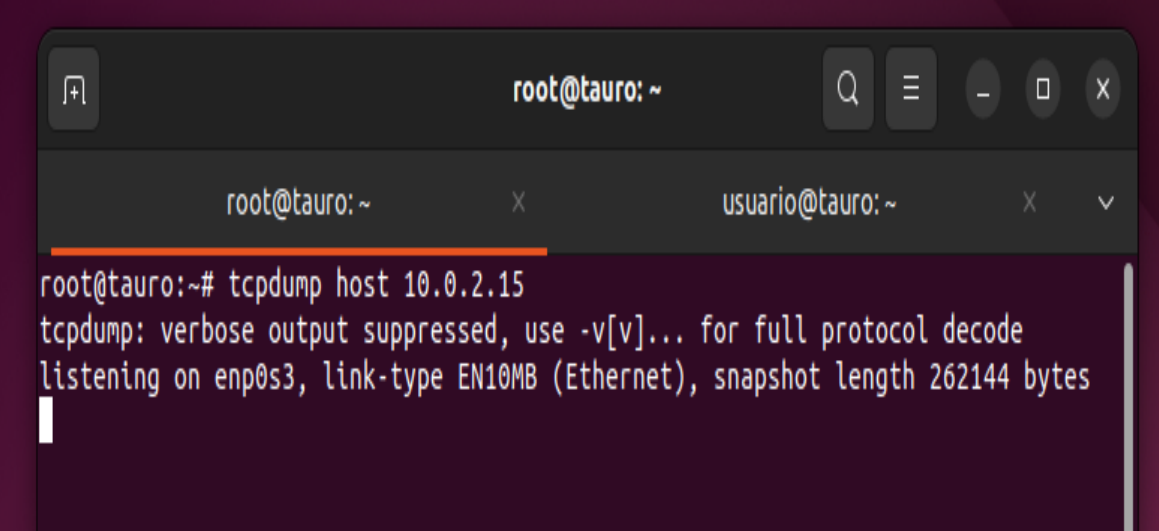 root@tauro: ~
root@tauro: ~
usuario@tauro: ~
root@tauro:~# tcpdump host 10.0.2.15
tcpdump: verbose output suppressed, use -v[v]... for full protocol decode
listening on enp0s3, link-type EN10MB (Ethernet), snapshot length 262144 bytes